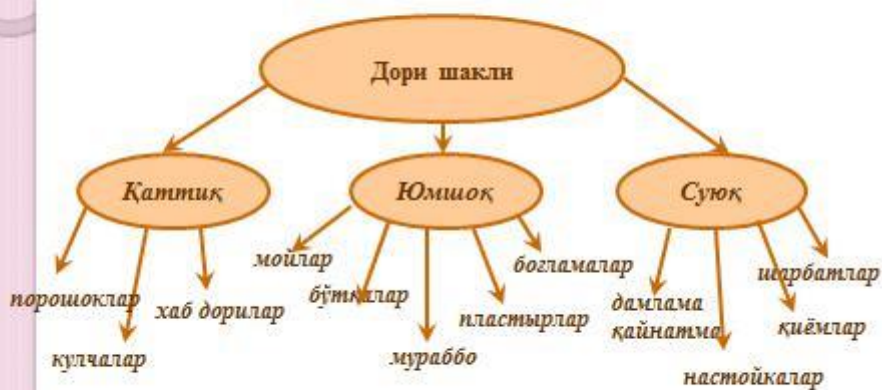 Дори шакли
Қаттиқ
Юмшоқ
Суюқ
порошоклар
кулчалар
хаб дорилар
мойлар
бўтқалар
мураббо
пластырлар
боғламалар
дамлама
қайнатма
настойкалар
қиёмлар
шарбатлар